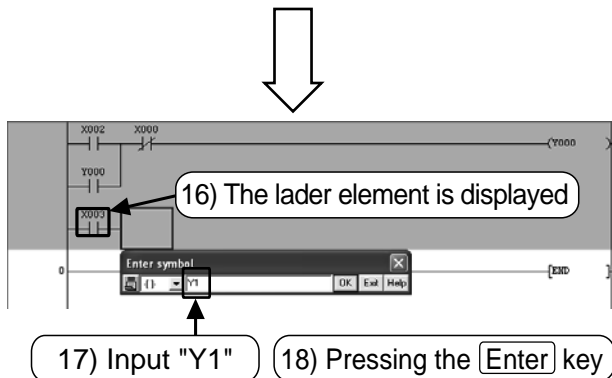 X002 X000
(Y000 )
Y000
16) The lader element is displayed
X003
Enter symbol
0 [END ]
Y1 OK Exit Help
17) Input "Y1" 18) Pressing the Enter key